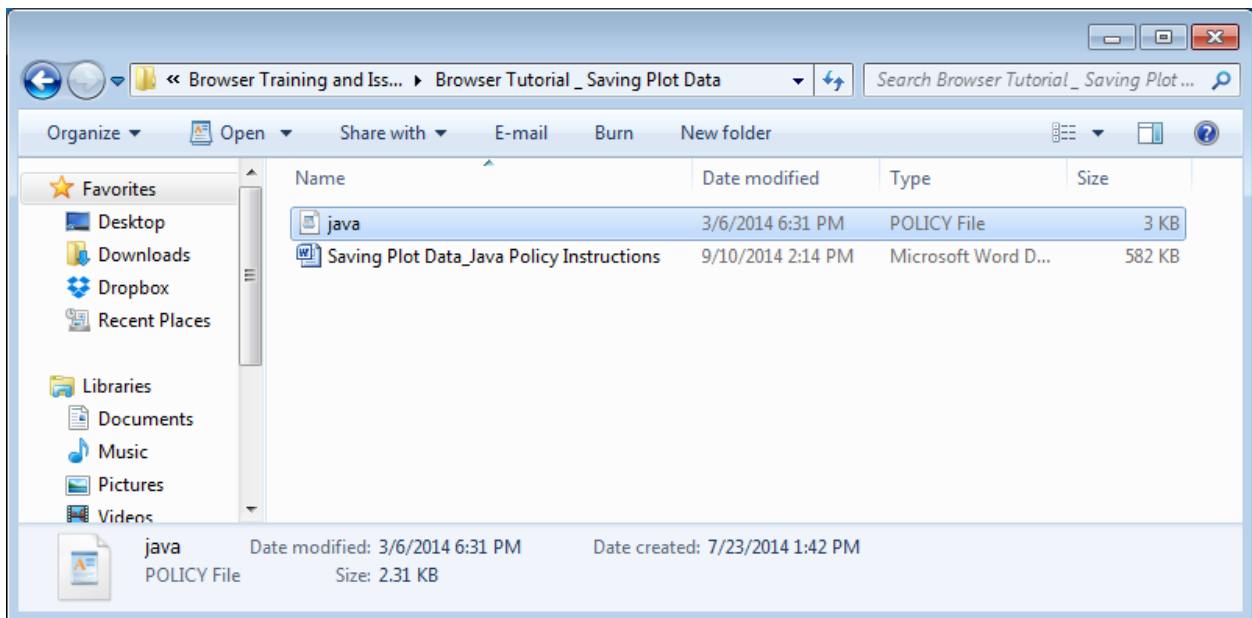 « Browser Training and Iss... ▸ Browser Tutorial _ Saving Plot Data
Search Browser Tutorial _ Saving Plot ...
Organize Open Share with E-mail Burn New folder
Name Date modified Type Size
Favorites
Desktop
Downloads
Dropbox
Recent Places
Libraries
Documents
Music
Pictures
Videos
java 3/6/2014 6:31 PM POLICY File 3 KB
Saving Plot Data_Java Policy Instructions 9/10/2014 2:14 PM Microsoft Word D... 582 KB
java Date modified: 3/6/2014 6:31 PM Date created: 7/23/2014 1:42 PM
POLICY File Size: 2.31 KB